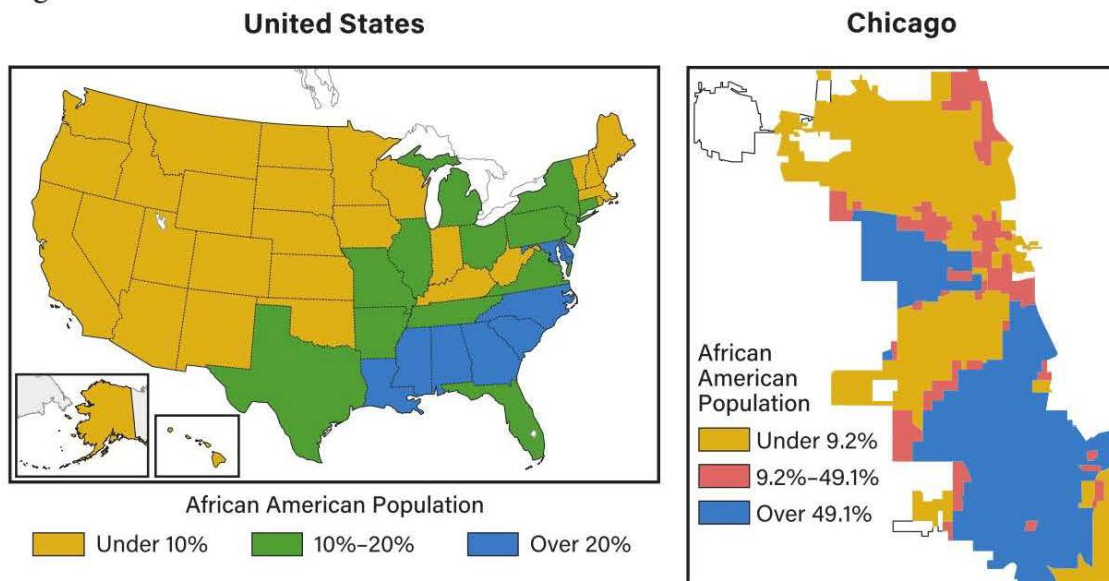 United States
Chicago
African
American
Population
Under 9.2%
9.2%–49.1%
Over 49.1%
African American Population
Under 10%
10%–20%
Over 20%